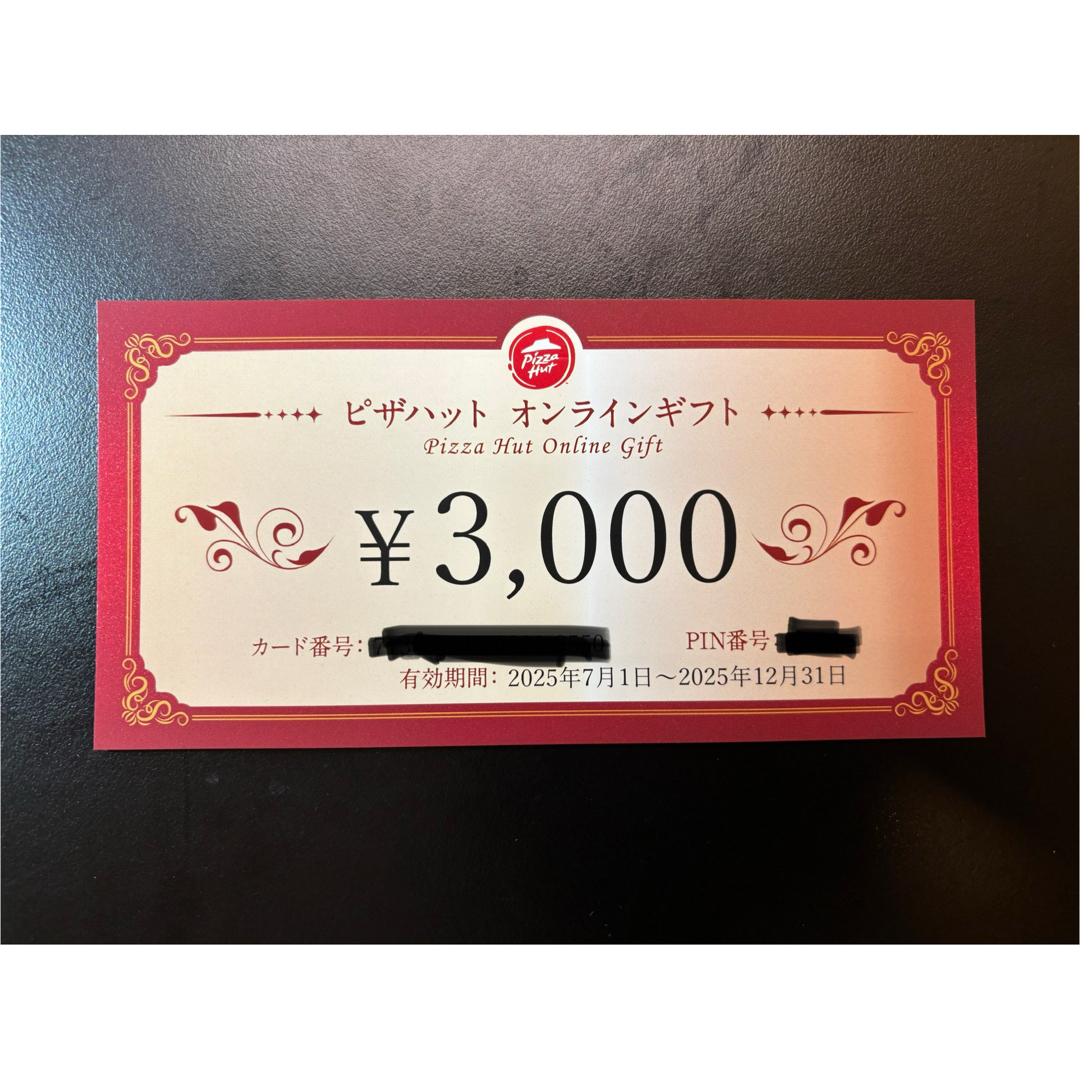 Pizza
Hut
ピザハット オンラインギフト
Pizza Hut Online Gift
¥3,000
カード番号: PIN番号
有効期間: 2025年7月1日~2025年12月31日